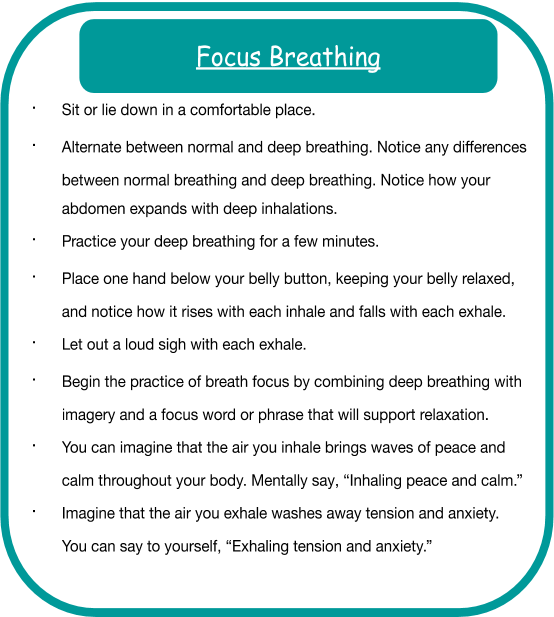 Focus Breathing
· Sit or lie down in a comfortable place.
· Alternate between normal and deep breathing. Notice any differences
between normal breathing and deep breathing. Notice how your
abdomen expands with deep inhalations.
· Practice your deep breathing for a few minutes.
· Place one hand below your belly button, keeping your belly relaxed,
and notice how it rises with each inhale and falls with each exhale.
· Let out a loud sigh with each exhale.
· Begin the practice of breath focus by combining deep breathing with
imagery and a focus word or phrase that will support relaxation.
· You can imagine that the air you inhale brings waves of peace and
calm throughout your body. Mentally say, “Inhaling peace and calm.”
· Imagine that the air you exhale washes away tension and anxiety.
You can say to yourself, “Exhaling tension and anxiety.”